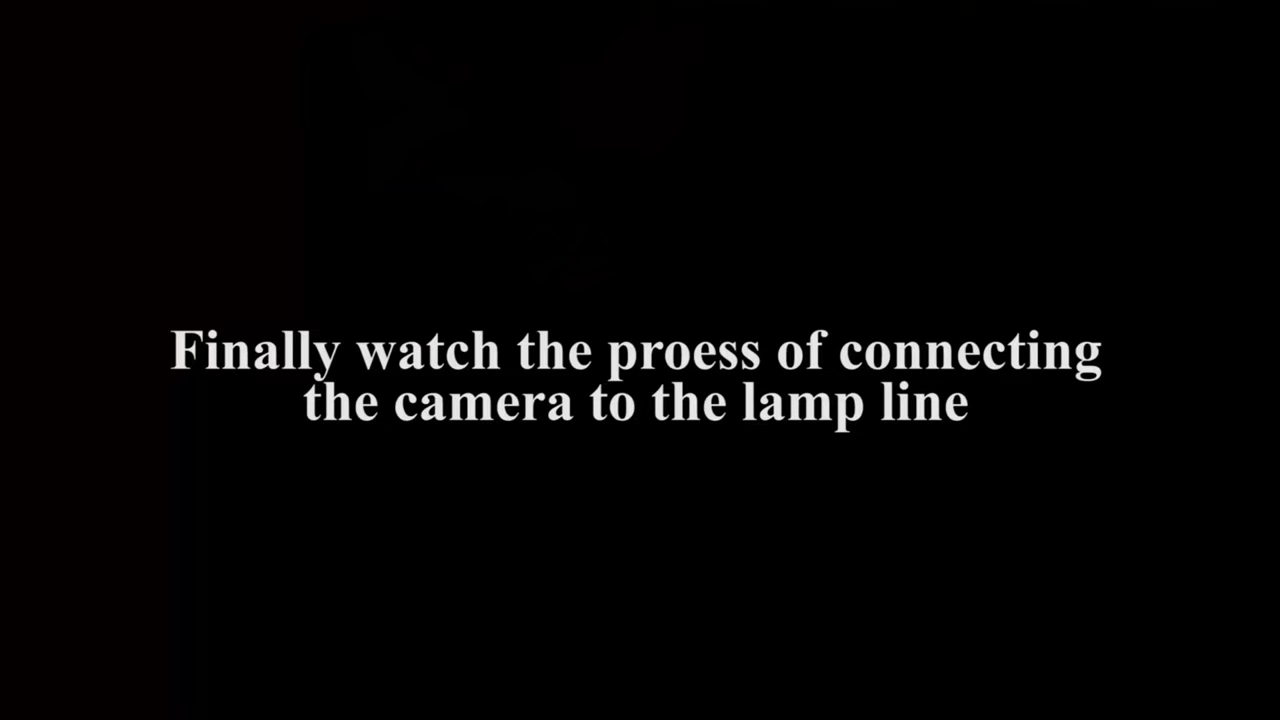 Finally watch the proess of connecting
the camera to the lamp line